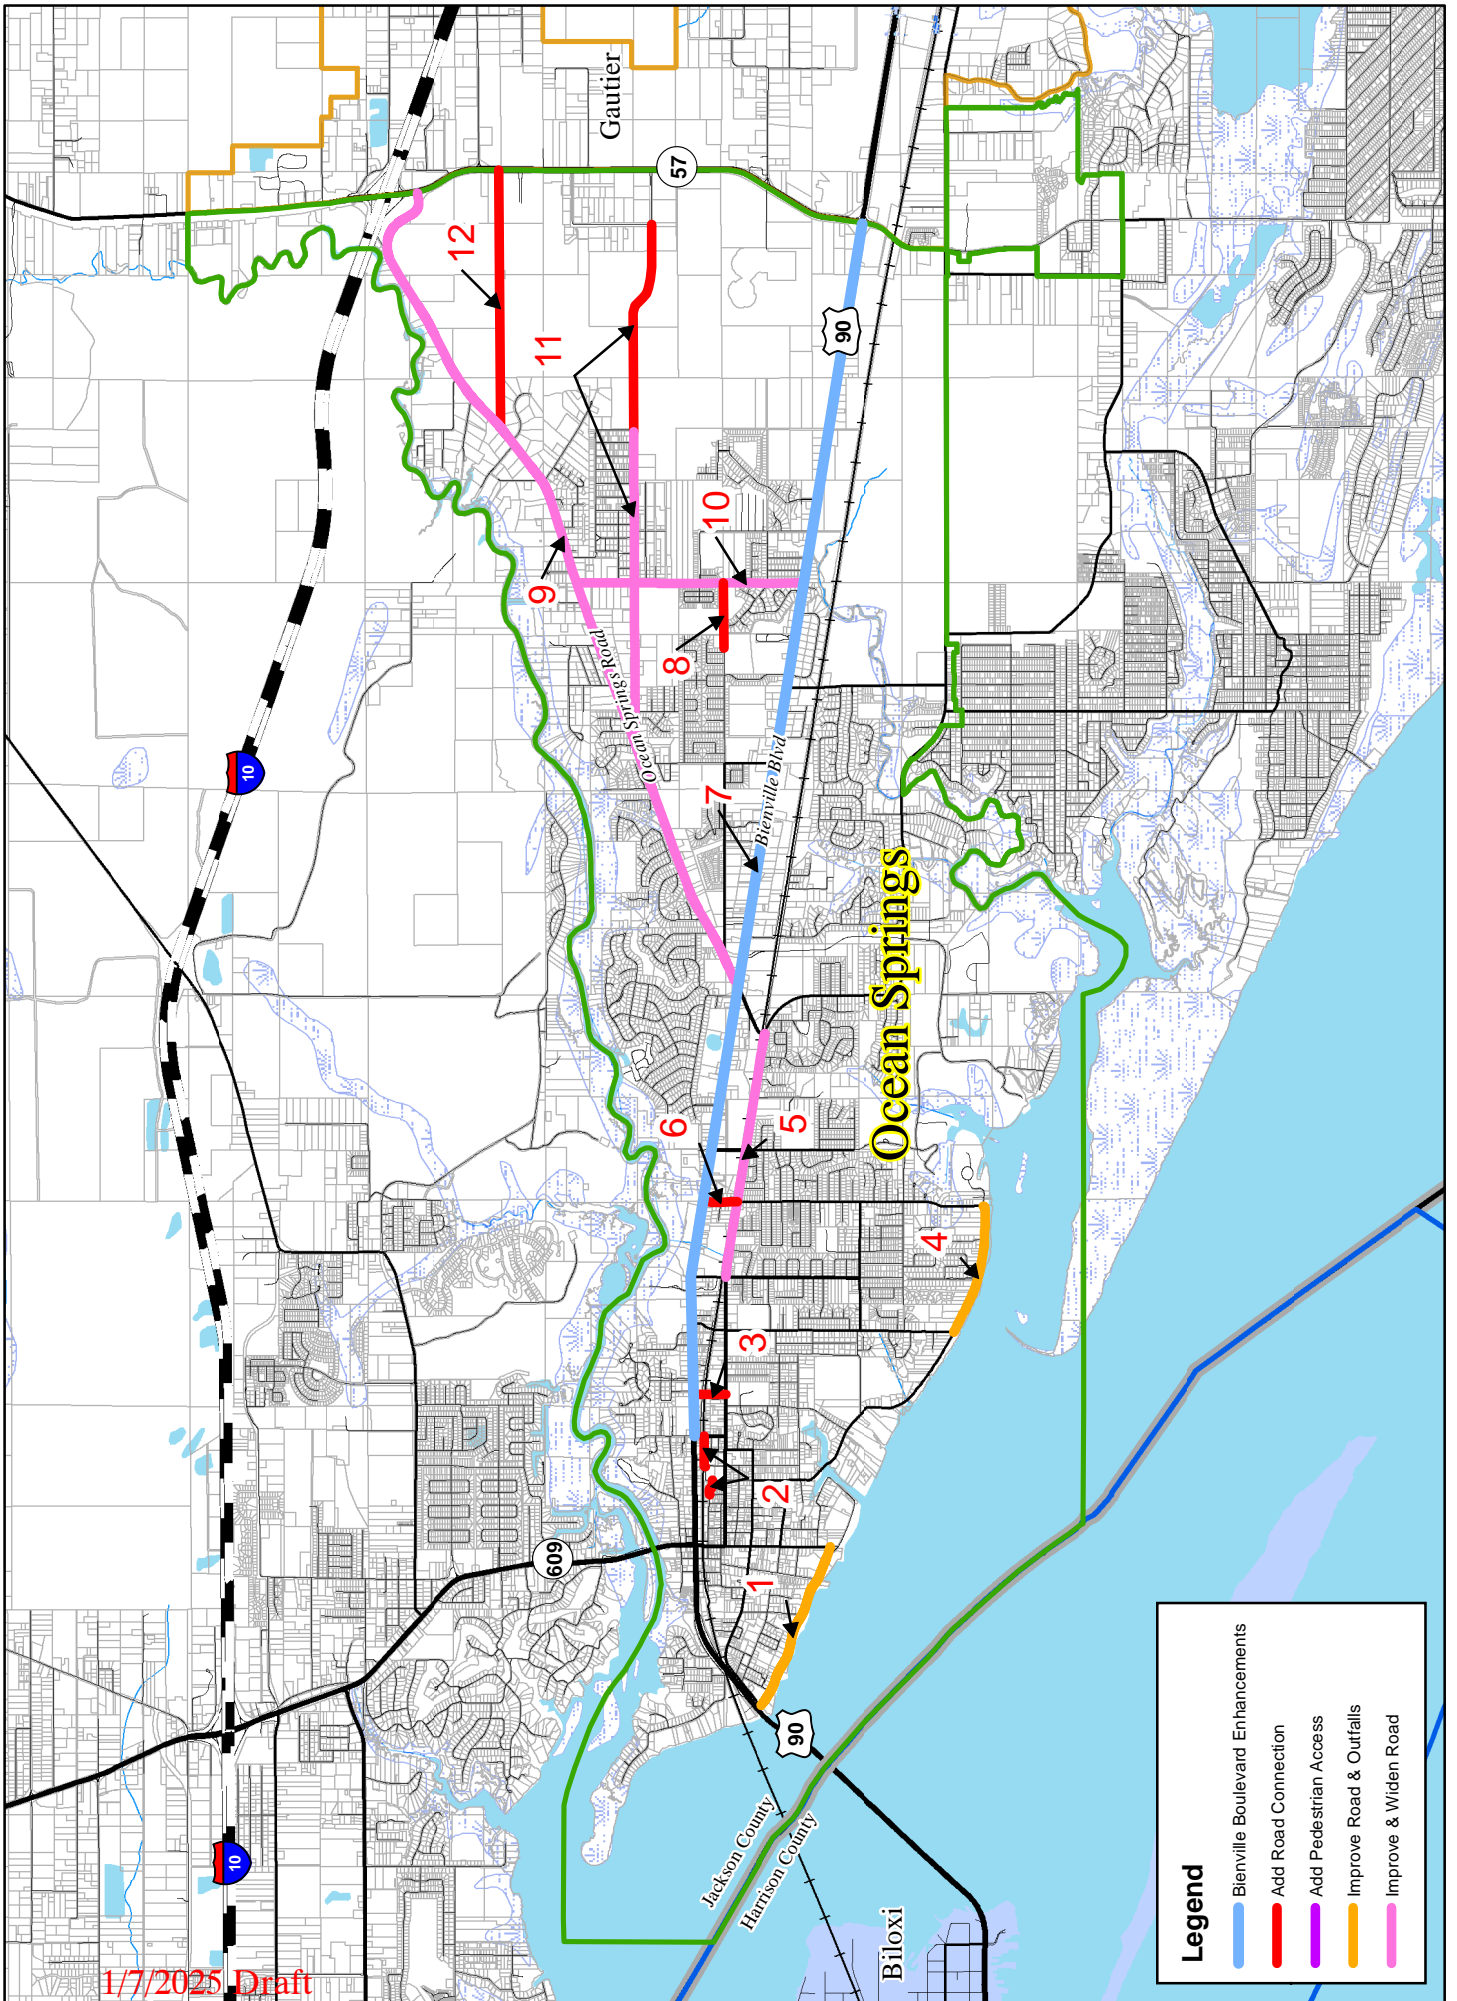 1/7/2025 Draft
10
10
Gautier
57
12
11
90
9
10
8
Ocean Springs Road
7
Bienville Blvd
Ocean Springs
6
5
4
3
2
609
1
90
Jackson County
Harrison County
Biloxi
Legend
Bienville Boulevard Enhancements
Add Road Connection
Add Pedestrian Access
Improve Road & Outfalls
Improve & Widen Road